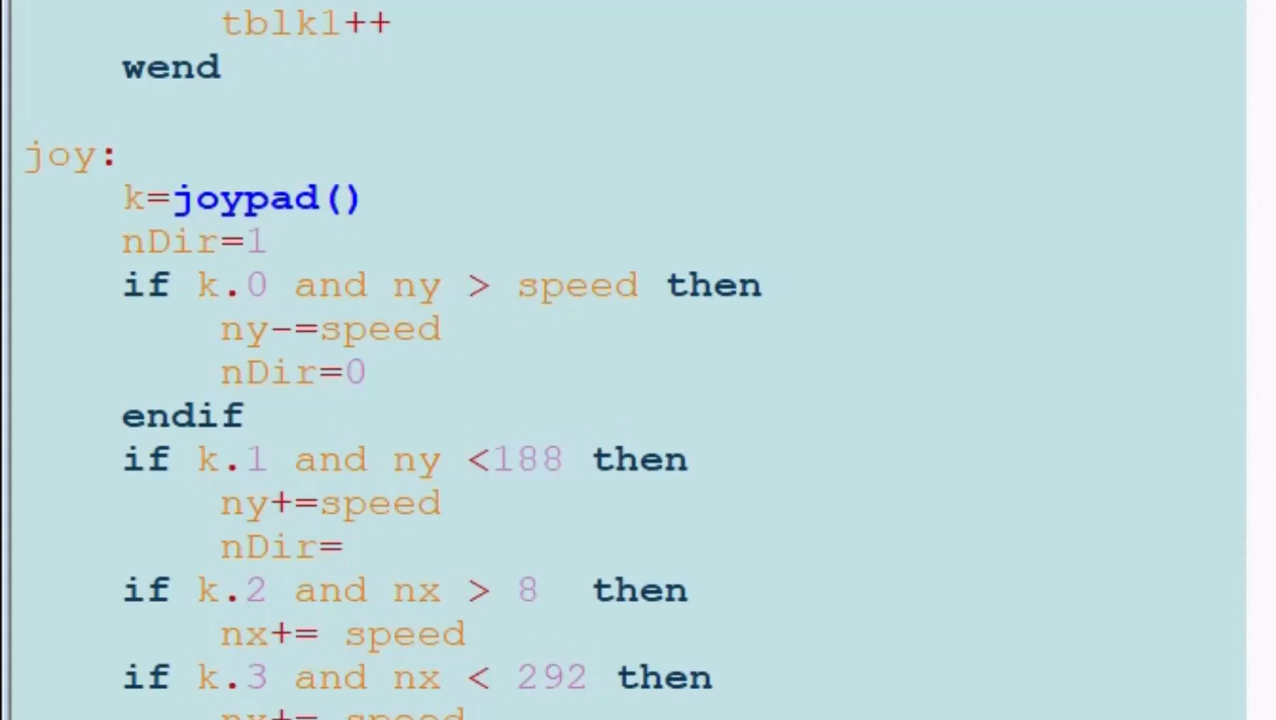 tblk1++
wend
joy:
k=joypad()
nDir=1
if k.0 and ny > speed then
ny-=speed
nDir=0
endif
if k.1 and ny <188 then
ny+=speed
nDir=
if k.2 and nx > 8 then
nx+= speed
if k.3 and nx < 292 then
nx+= speed